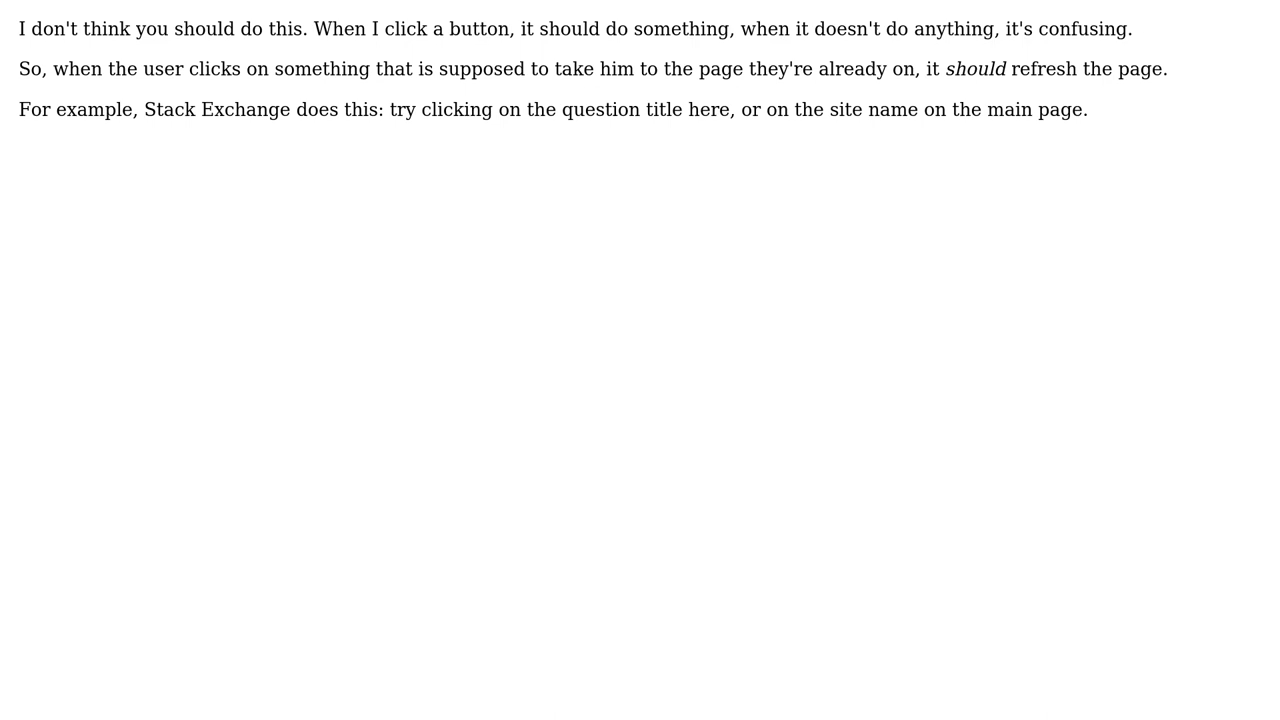 I don't think you should do this. When I click a button, it should do something, when it doesn't do anything, it's confusing.
So, when the user clicks on something that is supposed to take him to the page they're already on, it should refresh the page.
For example, Stack Exchange does this: try clicking on the question title here, or on the site name on the main page.